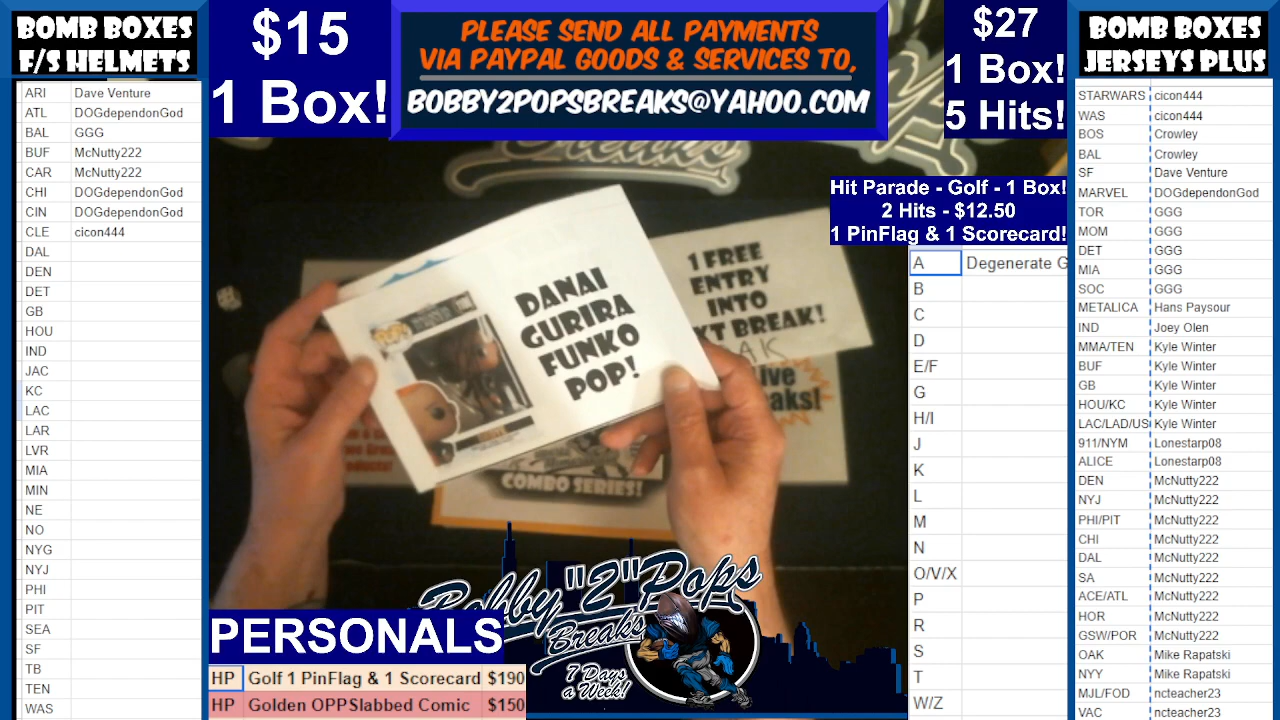 BOMB BOXES
F/S HELMETS
ARI Dave Venture
ATL DOGdependonGod
BAL GGG
BUF McNutty222
CAR McNutty222
CHI DOGdependonGod
CIN DOGdependonGod
CLE cicon444
DAL
DEN
DET
GB
HOU
IND
JAC
KC
LAC
LAR
LVR
MIA
MIN
NE
NO
NYG
NYJ
PHI
PIT
SEA
SF
TB
TEN
WAS
$15
1 Box!
PLEASE SEND ALL PAYMENTS
VIA PAYPAL GOODS & SERVICES TO,
BOBBY2POPSBREAKS@YAHOO.COM
$27
1 Box!
5 Hits!
Breaks
DANAI
GURIRA
FUNKO
POP!
1 FREE
ENTRY
INTO
XT BREAK!
COMBO SERIES!
Hit Parade - Golf - 1 Box!
2 Hits - $12.50
1 PinFlag & 1 Scorecard!
A Degenerate G
B
C
D
E/F
G
H/I
J
K
L
M
N
O/V/X
P
R
S
T
W/Z
PERSONALS
HP Golf 1 PinFlag & 1 Scorecard $190
HP Golden OPPSlabbed Comic $150
Bobby "2" Pops
Breaks
7 Days
a Week!
BOMB BOXES
JERSEYS PLUS
STARWARS cicon444
WAS cicon444
BOS Crowley
BAL Crowley
SF Dave Venture
MARVEL DOGdependonGod
TOR GGG
MOM GGG
DET GGG
MIA GGG
SOC GGG
METALICA Hans Paysour
IND Joey Olen
MMA/TEN Kyle Winter
BUF Kyle Winter
GB Kyle Winter
HOU/KC Kyle Winter
LAC/LAD/US Kyle Winter
911/NYM Lonestarp08
ALICE Lonestarp08
DEN McNutty222
NYJ McNutty222
PHI/PIT McNutty222
CHI McNutty222
DAL McNutty222
SA McNutty222
ACE/ATL McNutty222
HOR McNutty222
GSW/POR McNutty222
OAK Mike Rapatski
NYY Mike Rapatski
MJL/FOD ncteacher23
VAC ncteacher23